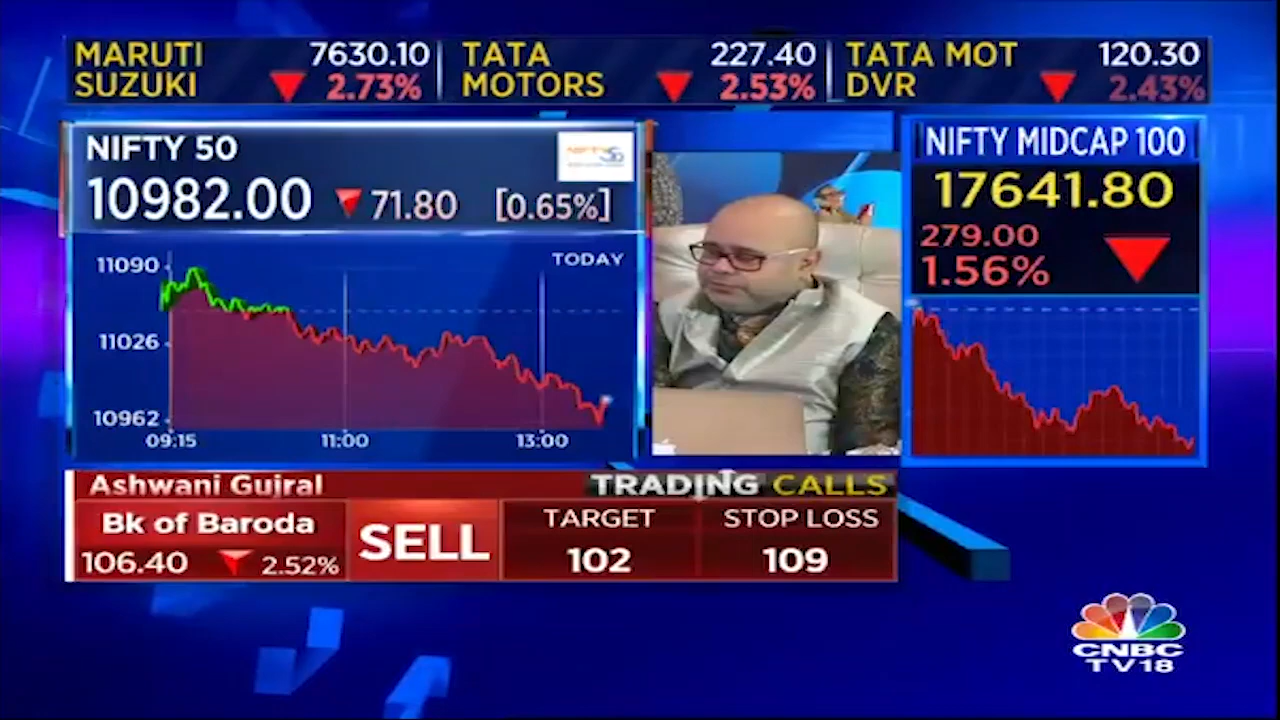 MARUTI SUZUKI 7630.10 2.73%
TATA MOTORS 227.40 2.53%
TATA MOT DVR 120.30 2.43%
NIFTY 50
10982.00 71.80 [0.65%]
TODAY
11090
11026
10962
09:15 11:00 13:00
NIFTY MIDCAP 100
17641.80
279.00
1.56%
Ashwani Gujral
TRADING CALLS
Bk of Baroda
106.40 2.52%
SELL
TARGET
102
STOP LOSS
109
CNBC
TV18